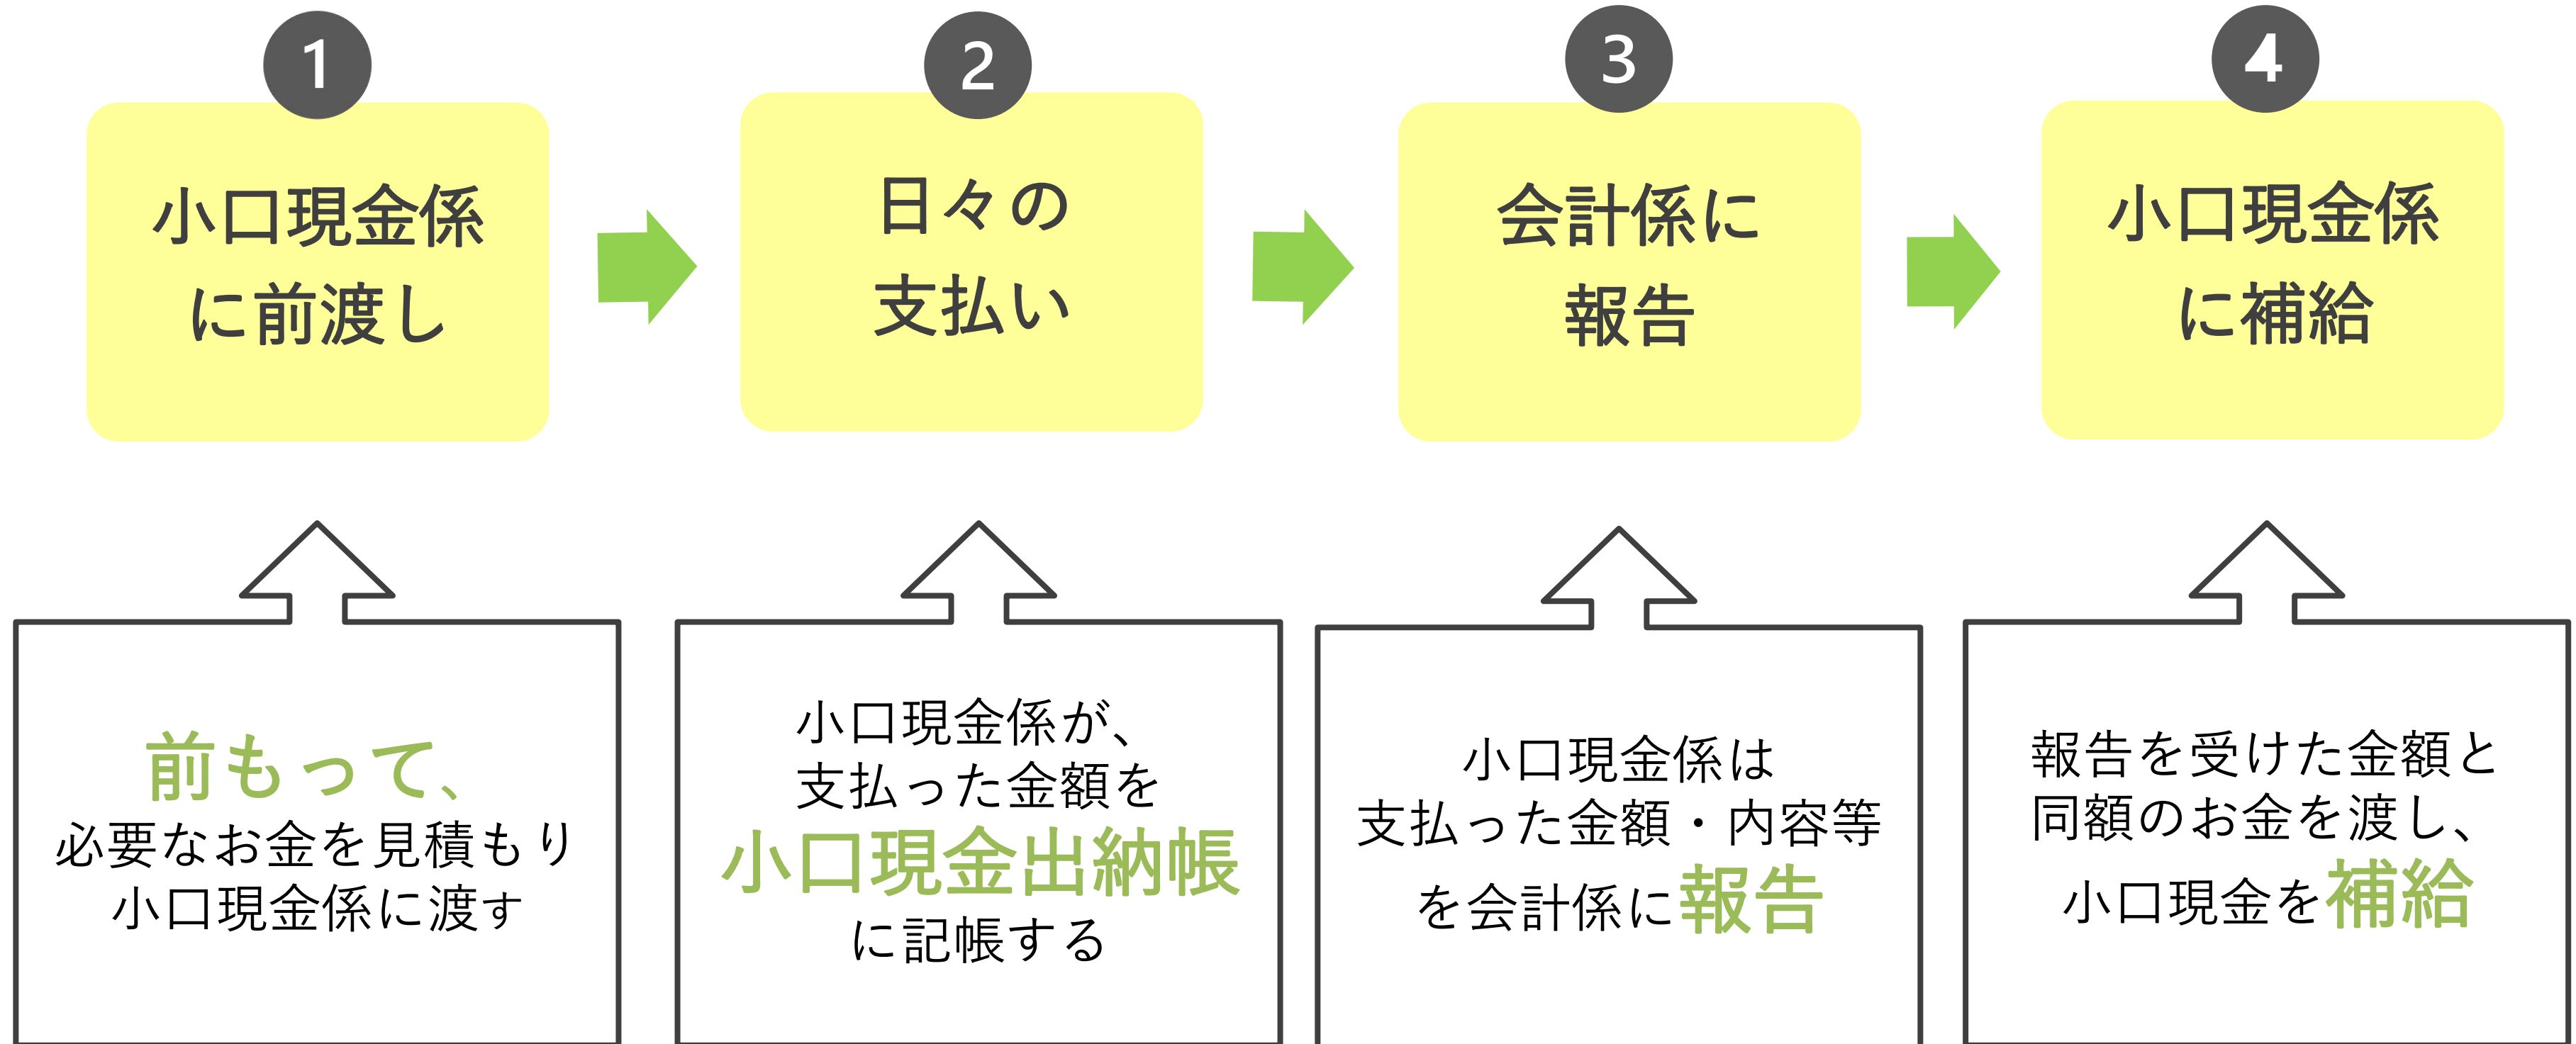 1
小口現金係
に前渡し
2
日々の
支払い
3
会計係に
報告
4
小口現金係
に補給
前もって、
必要なお金を見積もり
小口現金係に渡す
小口現金係が、
支払った金額を
小口現金出納帳
に記帳する
小口現金係は
支払った金額・内容等
を会計係に報告
報告を受けた金額と
同額のお金を渡し、
小口現金を補給